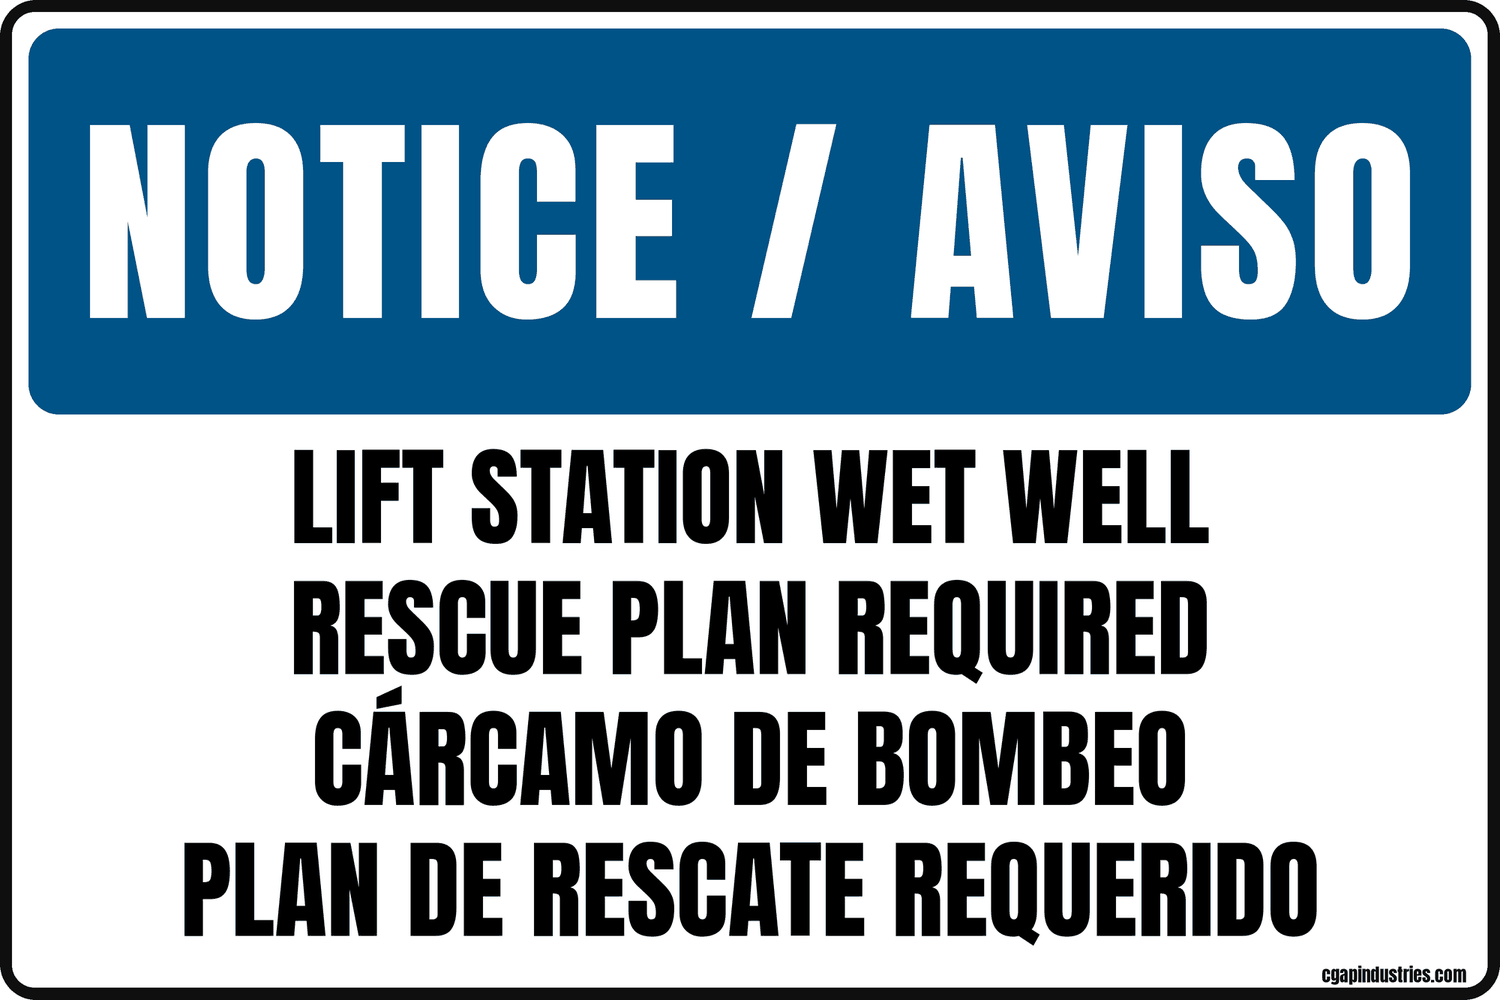 NOTICE / AVISO
LIFT STATION WET WELL
RESCUE PLAN REQUIRED
CÁRCAMO DE BOMBEO
PLAN DE RESCATE REQUERIDO
cgapindustries.com